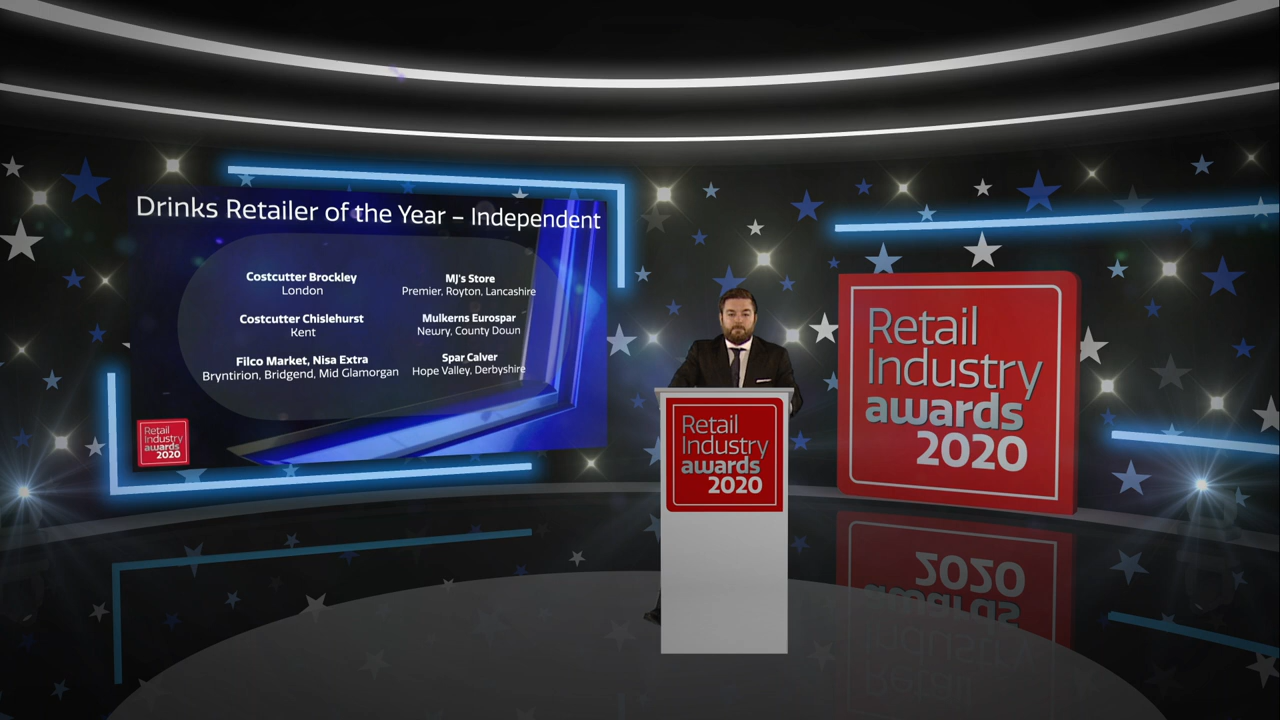 Drinks Retailer of the Year – Independent
Costcutter Brockley
London
Costcutter Chislehurst
Kent
Filco Market, Nisa Extra
Bryntirion, Bridgend, Mid Glamorgan
MJ's Store
Premier, Royton, Lancashire
Mulkerns Eurospar
Newry, County Down
Spar Calver
Hope Valley, Derbyshire
Retail
Industry
awards
2020
Retail
Industry
awards
2020
Retail
Industry
awards
2020